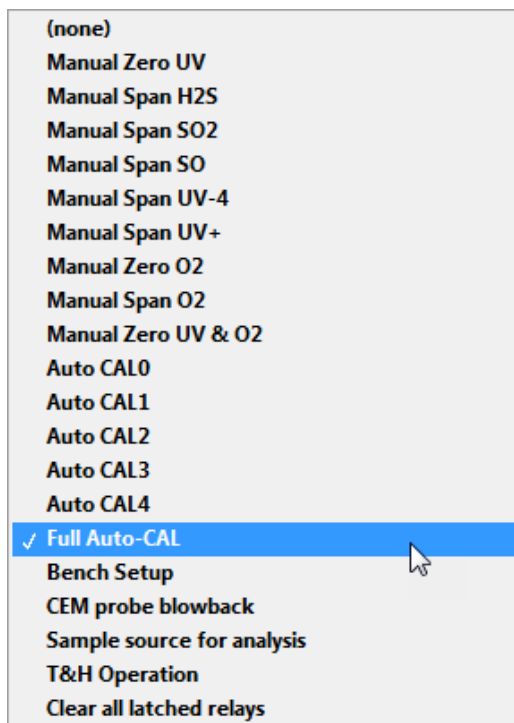 (none)
Manual Zero UV
Manual Span H2S
Manual Span SO2
Manual Span SO
Manual Span UV-4
Manual Span UV+
Manual Zero O2
Manual Span O2
Manual Zero UV & O2
Auto CAL0
Auto CAL1
Auto CAL2
Auto CAL3
Auto CAL4
✓ Full Auto-CAL
Bench Setup
CEM probe blowback
Sample source for analysis
T&H Operation
Clear all latched relays